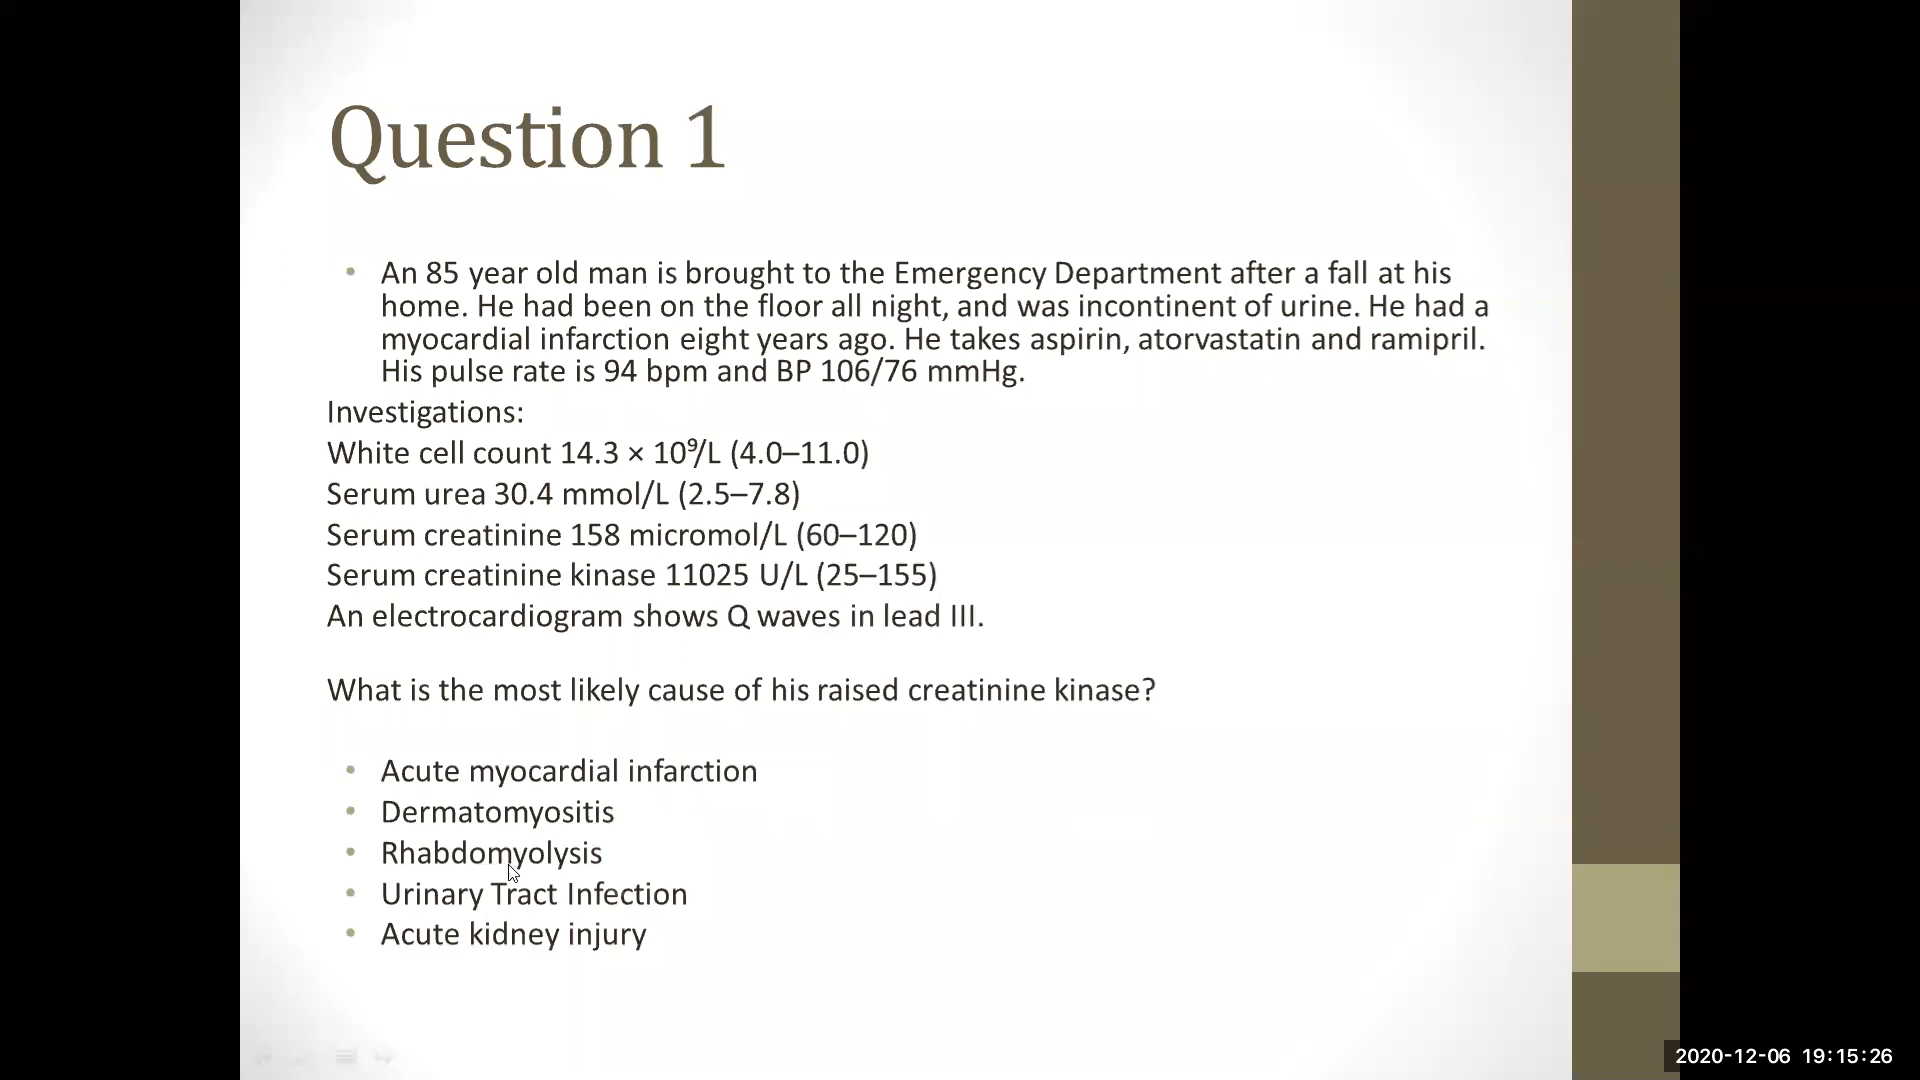 Question 1
• An 85 year old man is brought to the Emergency Department after a fall at his
home. He had been on the floor all night, and was incontinent of urine. He had a
myocardial infarction eight years ago. He takes aspirin, atorvastatin and ramipril.
His pulse rate is 94 bpm and BP 106/76 mmHg.
Investigations:
White cell count 14.3 × 10⁹/L (4.0–11.0)
Serum urea 30.4 mmol/L (2.5–7.8)
Serum creatinine 158 micromol/L (60–120)
Serum creatinine kinase 11025 U/L (25–155)
An electrocardiogram shows Q waves in lead III.
What is the most likely cause of his raised creatinine kinase?
• Acute myocardial infarction
• Dermatomyositis
• Rhabdomyolysis
• Urinary Tract Infection
• Acute kidney injury
2020-12-06 19:15:26